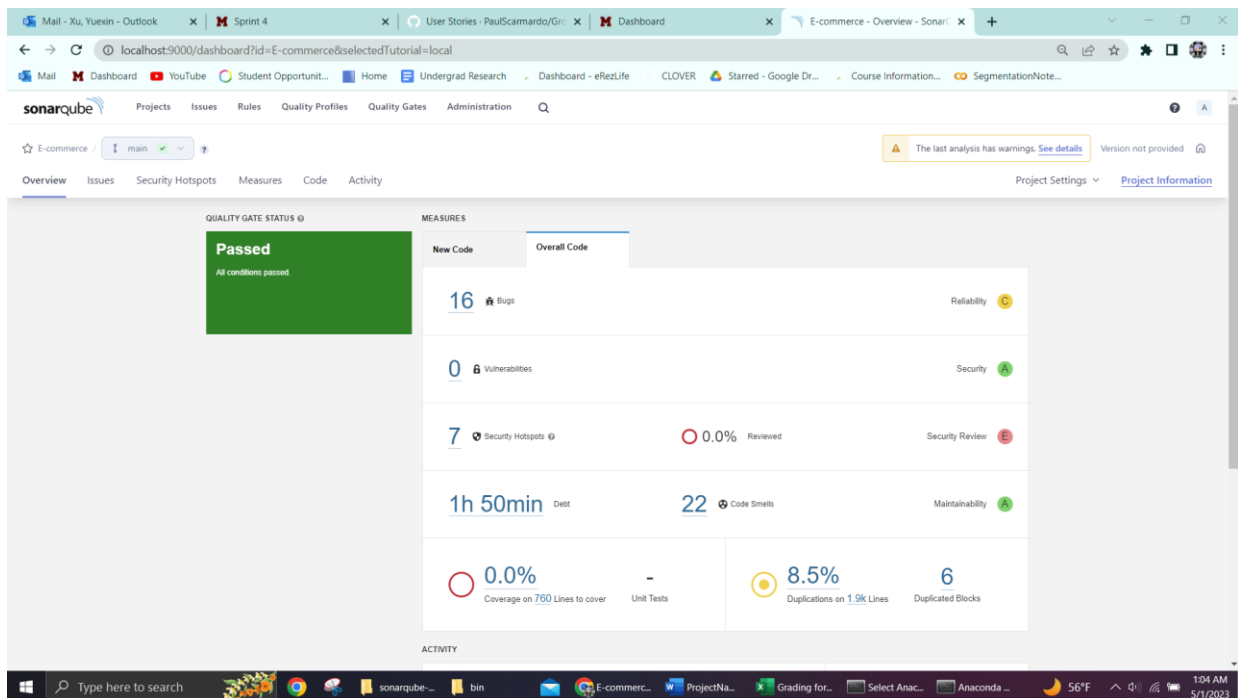 Mail - Xu, Yuexin - Outlook Sprint 4 User Stories · PaulScarmardo/Gro Dashboard E-commerce - Overview - Sonar
localhost:9000/dashboard?id=E-commerce&selectedTutorial=local
Mail Dashboard YouTube Student Opportunit... Home Undergrad Research Dashboard - eRezLife CLOVER Starred - Google Dr... Course Information... SegmentationNote...
sonarqube Projects Issues Rules Quality Profiles Quality Gates Administration A
E-commerce / main The last analysis has warnings. See details Version not provided
Overview Issues Security Hotspots Measures Code Activity Project Settings Project Information
QUALITY GATE STATUS MEASURES
Passed
All conditions passed.
New Code Overall Code
16 Bugs Reliability C
0 Vulnerabilities Security A
7 Security Hotspots 0.0% Reviewed Security Review E
1h 50min Debt 22 Code Smells Maintainability A
0.0% - 8.5% 6
Coverage on 760 Lines to cover Unit Tests Duplications on 1.9k Lines Duplicated Blocks
ACTIVITY
Type here to search sonarqube-... bin E-commerc... ProjectNa... Grading for... Select Anac... Anaconda ... 56°F 1:04 AM
5/1/2023